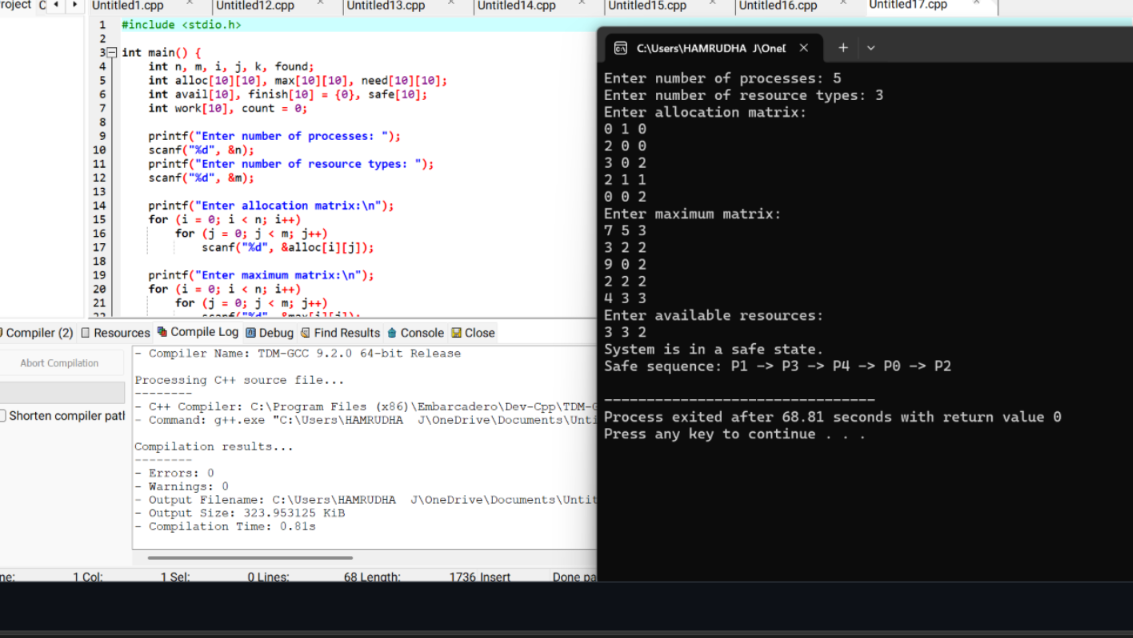 roject C
Untitled1.cpp Untitled12.cpp Untitled13.cpp Untitled14.cpp Untitled15.cpp Untitled16.cpp Untitled17.cpp
1 #include <stdio.h>
2
3 int main() {
4 int n, m, i, j, k, found;
5 int alloc[10][10], max[10][10], need[10][10];
6 int avail[10], finish[10] = {0}, safe[10];
7 int work[10], count = 0;
8
9 printf("Enter number of processes: ");
10 scanf("%d", &n);
11 printf("Enter number of resource types: ");
12 scanf("%d", &m);
13
14 printf("Enter allocation matrix:\n");
15 for (i = 0; i < n; i++)
16 for (j = 0; j < m; j++)
17 scanf("%d", &alloc[i][j]);
18
19 printf("Enter maximum matrix:\n");
20 for (i = 0; i < n; i++)
21 for (j = 0; j < m; j++)
22 scanf("%d", &max[i][j]);
Compiler (2) Resources Compile Log Debug Find Results Console Close
Abort Compilation
Shorten compiler patl
- Compiler Name: TDM-GCC 9.2.0 64-bit Release
Processing C++ source file...
--------
- C++ Compiler: C:\Program Files (x86)\Embarcadero\Dev-Cpp\TDM-G
- Command: g++.exe "C:\Users\HAMRUDHA J\OneDrive\Documents\Unti
Compilation results...
--------
- Errors: 0
- Warnings: 0
- Output Filename: C:\Users\HAMRUDHA J\OneDrive\Documents\Untit
- Output Size: 323.953125 KiB
- Compilation Time: 0.81s
ne: 1 Col: 1 Sel: 0 Lines: 68 Length: 1736 Insert Done pa
C:\Users\HAMRUDHA J\OneI
Enter number of processes: 5
Enter number of resource types: 3
Enter allocation matrix:
0 1 0
2 0 0
3 0 2
2 1 1
0 0 2
Enter maximum matrix:
7 5 3
3 2 2
9 0 2
2 2 2
4 3 3
Enter available resources:
3 3 2
System is in a safe state.
Safe sequence: P1 -> P3 -> P4 -> P0 -> P2
--------------------------------
Process exited after 68.81 seconds with return value 0
Press any key to continue . . .